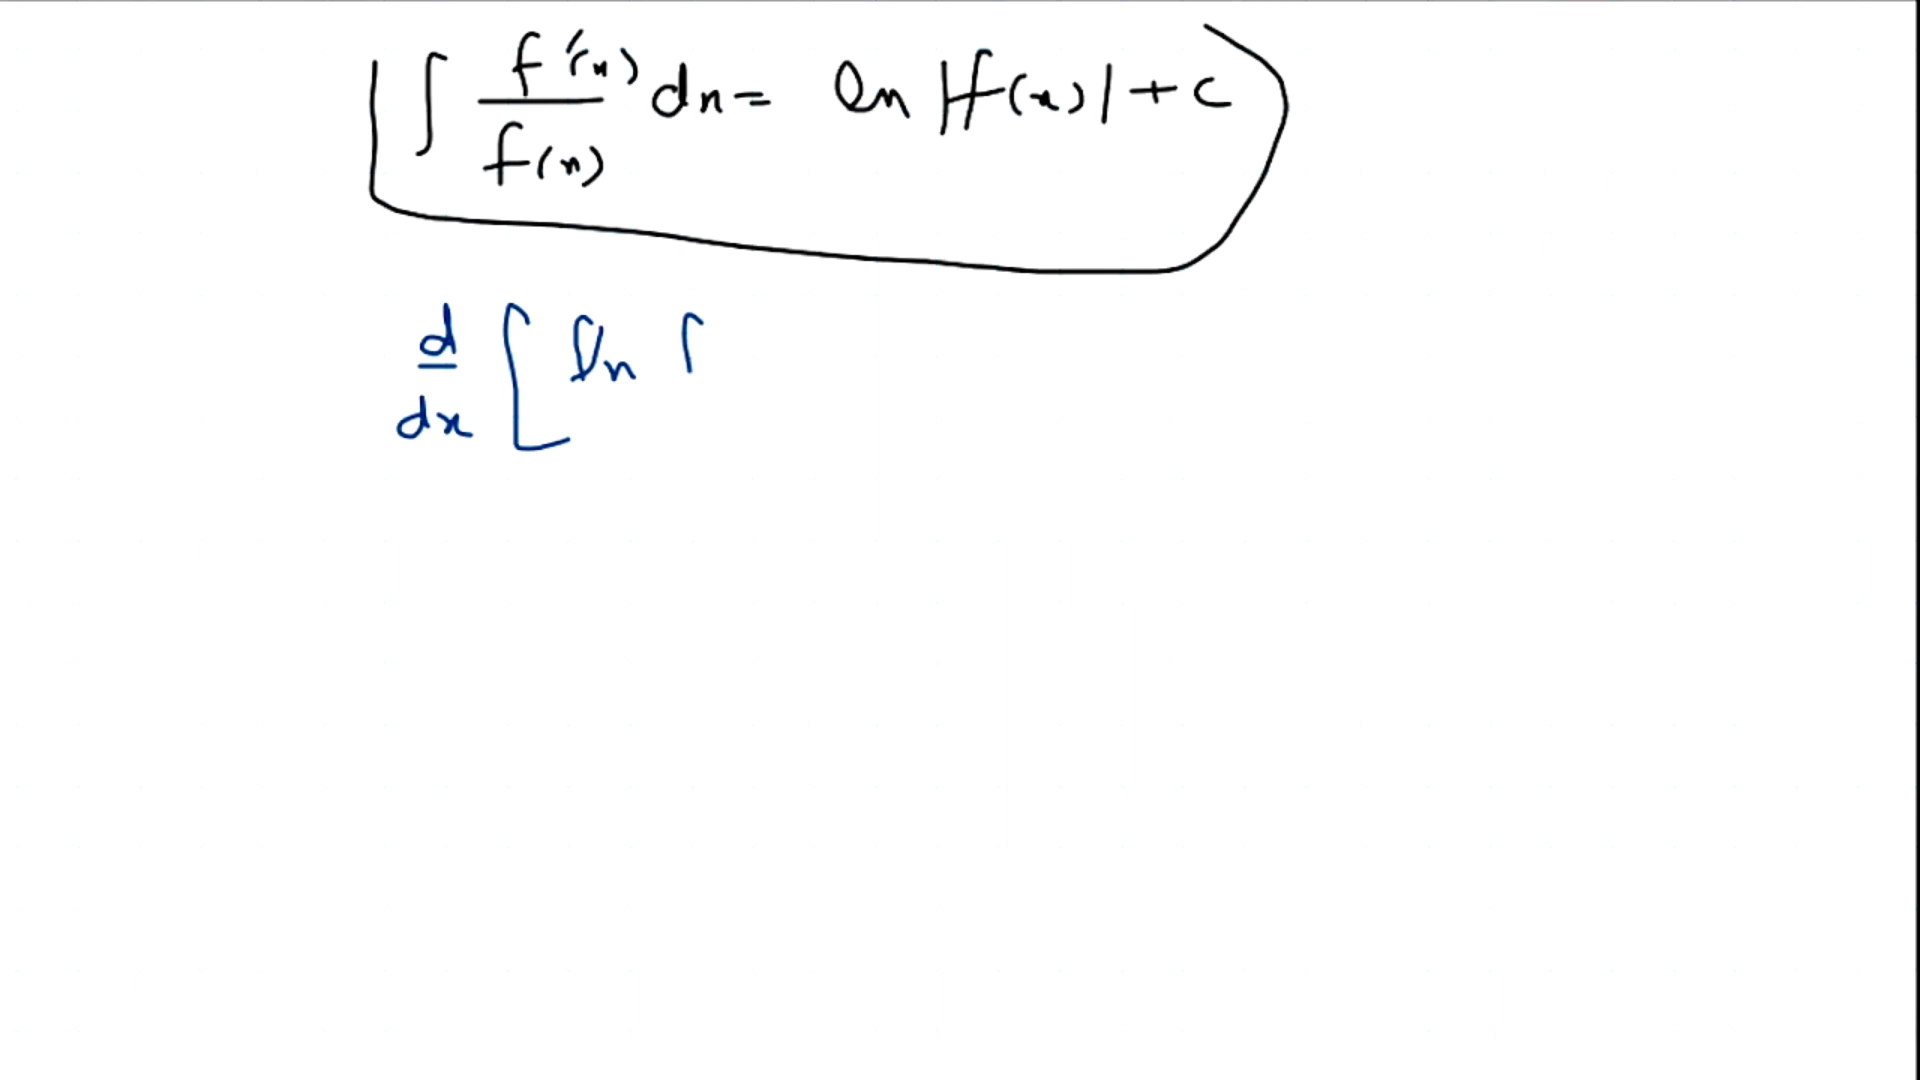 ∫ f'(x)/f(x) dx = ln |f(x)| + c
d/dx [ ln f